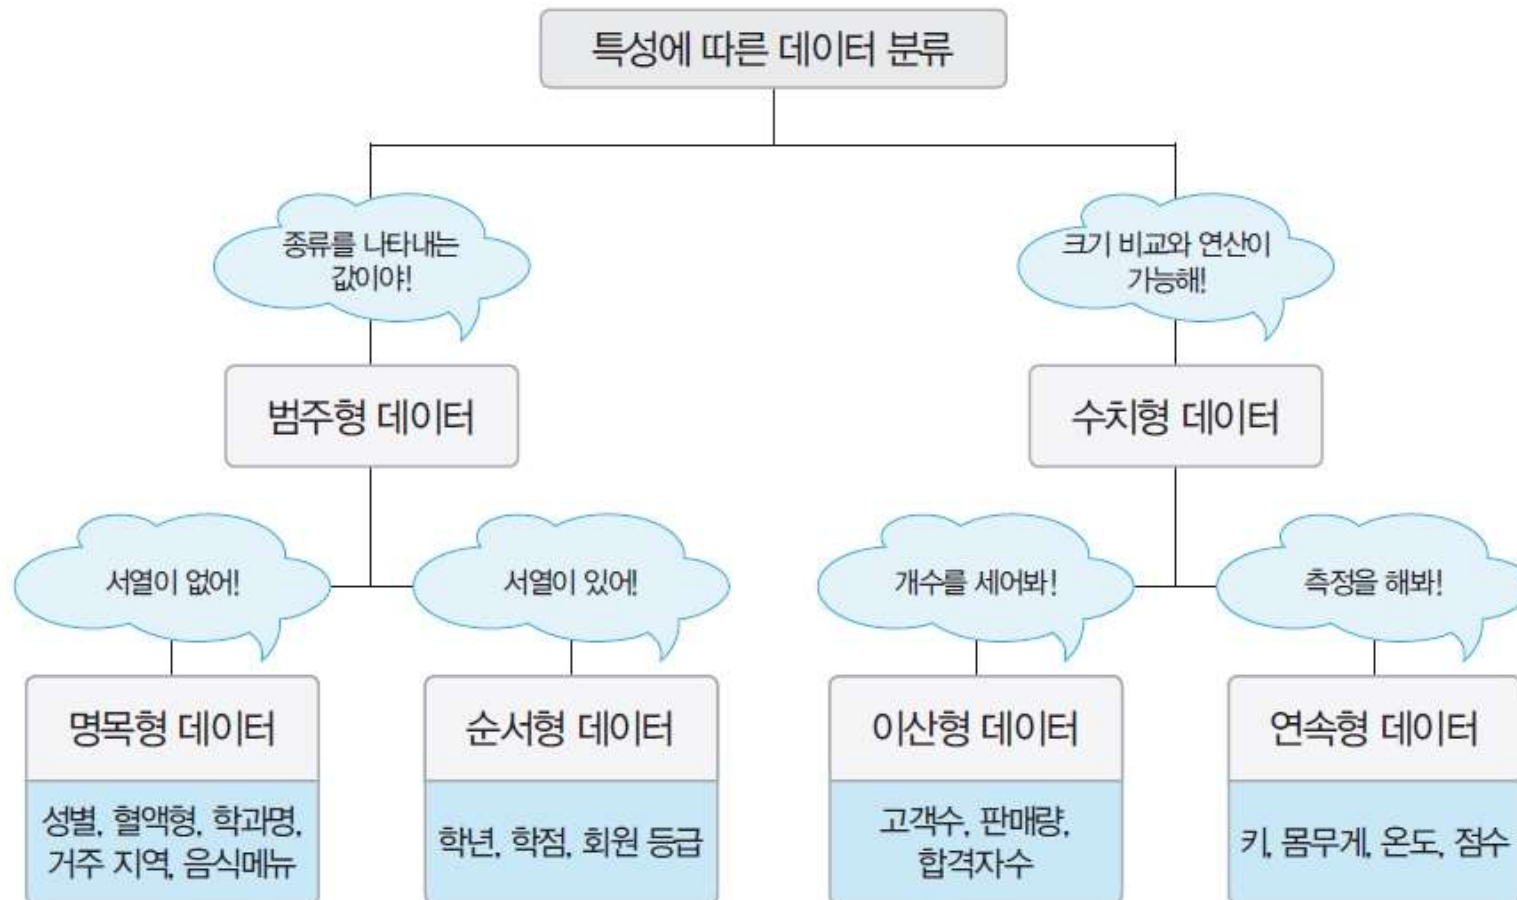 특성에 따른 데이터 분류
종류를 나타내는
값이야!
크기 비교와 연산이
가능해!
범주형 데이터
수치형 데이터
서열이 없어!
서열이 있어!
개수를 세어봐!
측정을 해봐!
명목형 데이터
순서형 데이터
이산형 데이터
연속형 데이터
성별, 혈액형, 학과명,
거주 지역, 음식메뉴
학년, 학점, 회원 등급
고객수, 판매량,
합격자수
키, 몸무게, 온도, 점수